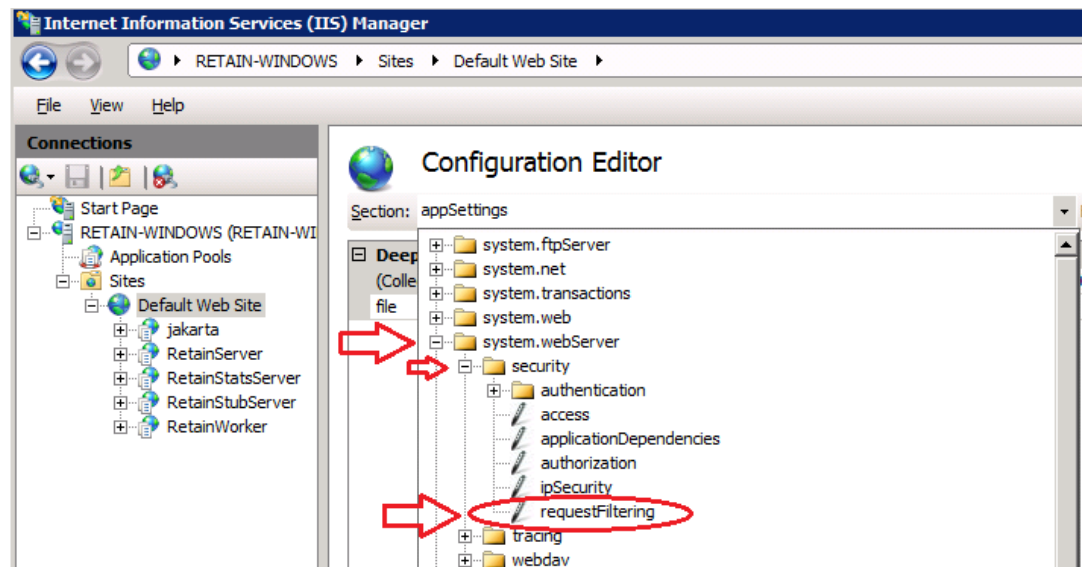 Internet Information Services (IIS) Manager
RETAIN-WINDOWS ▸ Sites ▸ Default Web Site ▸
File View Help
Connections
Start Page
RETAIN-WINDOWS (RETAIN-WI
Application Pools
Sites
Default Web Site
jakarta
RetainServer
RetainStatsServer
RetainStubServer
RetainWorker
Configuration Editor
Section: appSettings
Deep
(Colle
file
system.ftpServer
system.net
system.transactions
system.web
system.webServer
security
authentication
access
applicationDependencies
authorization
ipSecurity
requestFiltering
tracing
webdav